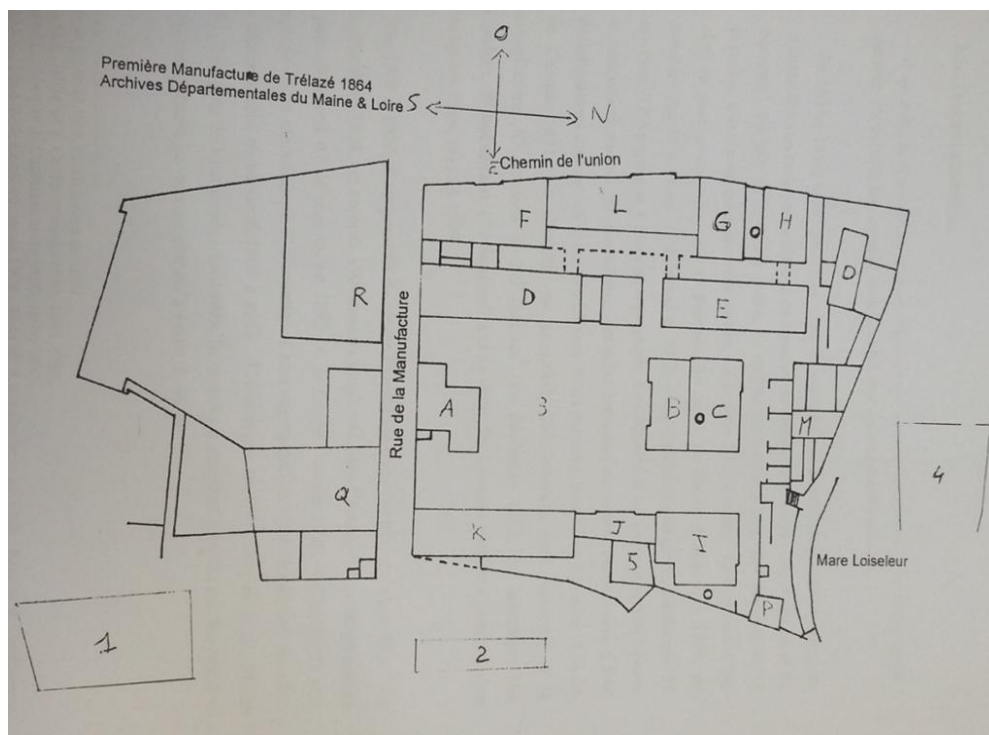 O
Première Manufacture de Trélazé 1864
Archives Départementales du Maine & Loire
S
N
E
Chemin de l'union
F
L
G
H
O
R
D
E
Rue de la Manufacture
A
3
B
C
M
4
Q
K
J
I
5
Mare Loiseleur
P
1
2